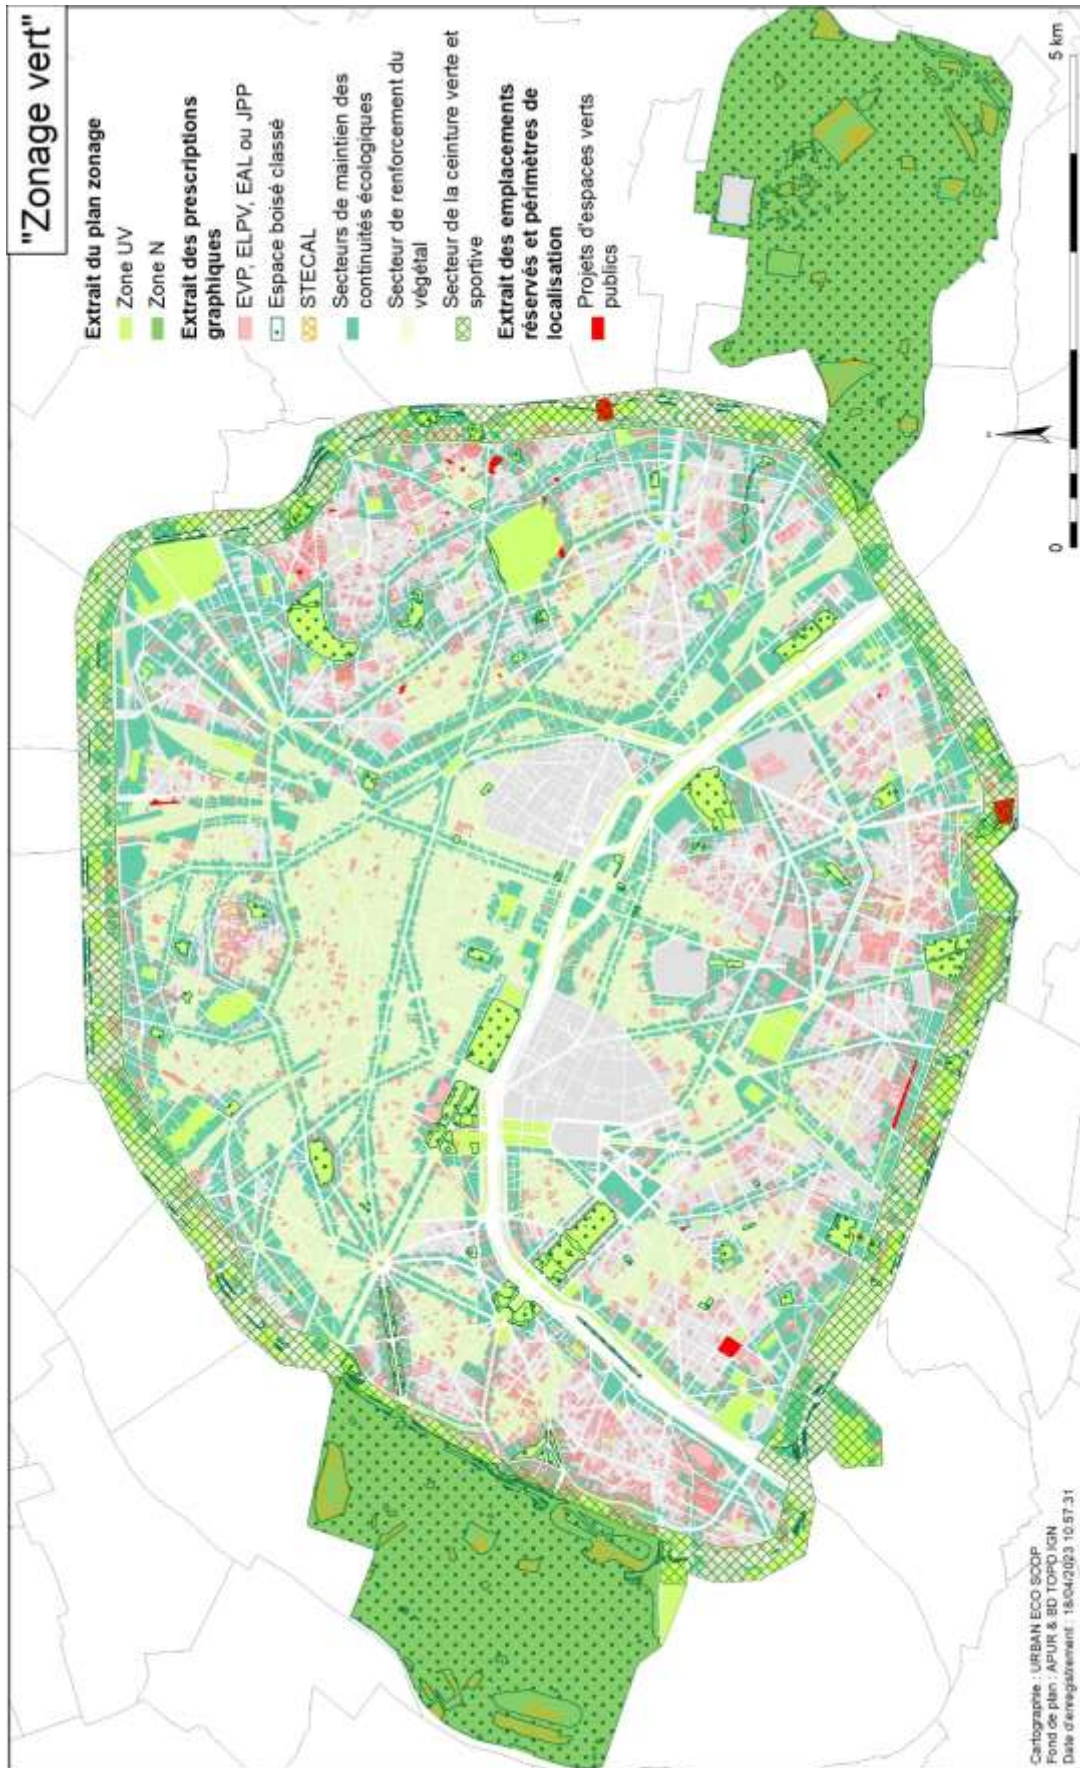 "Zonage vert"
Extrait du plan zonage
Zone UV
Zone N
Extrait des prescriptions
graphiques
EVP, ELPV, EAL ou JPP
Espace boisé classé
STECAL
Secteurs de maintien des
continuités écologiques
Secteur de renforcement du
végétal
Secteur de la ceinture verte et
sportive
Extrait des emplacements
réservés et périmètres de
localisation
Projets d'espaces verts
publics
0
5 km
Cartographie : URBAN ECO SCOP
Fond de plan : APUR & BD TOPO IGN
Date d'enregistrement : 18/04/2023 10:57:31